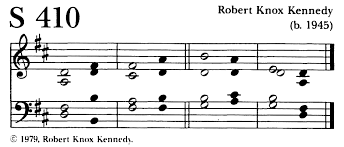 S 410
Robert Knox Kennedy
(b. 1945)
© 1979, Robert Knox Kennedy.